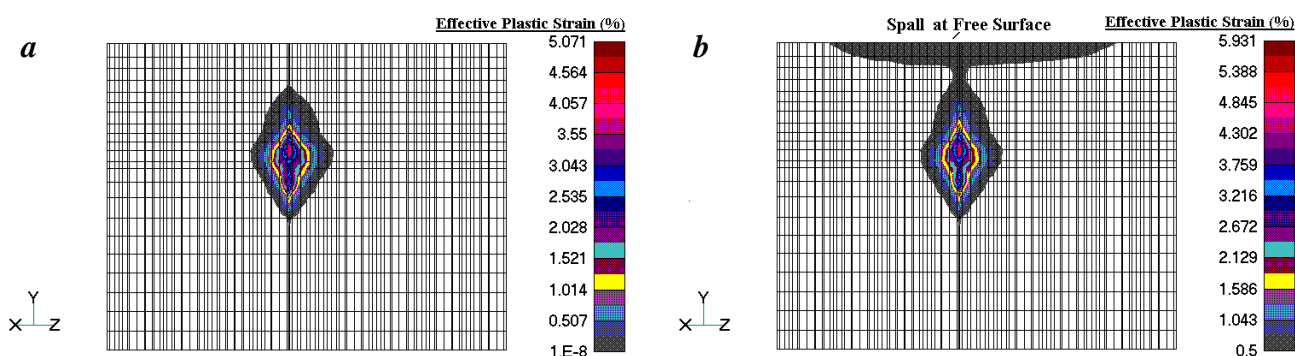 a
Effective Plastic Strain (%)
5.071
4.564
4.057
3.55
3.043
2.535
2.028
1.521
1.014
0.507
1.E-8
Y
X Z
b
Spall at Free Surface
Effective Plastic Strain (%)
5.931
5.388
4.845
4.302
3.759
3.216
2.672
2.129
1.586
1.043
0.5
Y
X Z